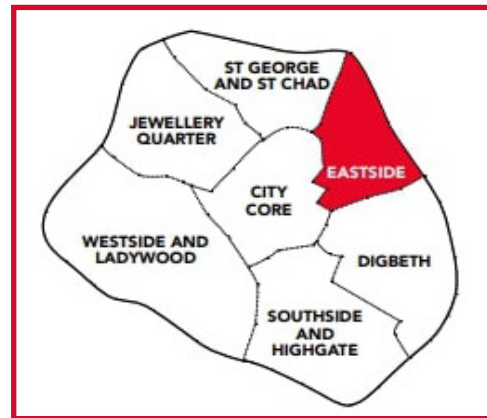 ST GEORGE
AND ST CHAD
JEWELLERY
QUARTER
EASTSIDE
CITY
CORE
WESTSIDE AND
LADYWOOD
DIGBETH
SOUTHSIDE
AND
HIGHGATE